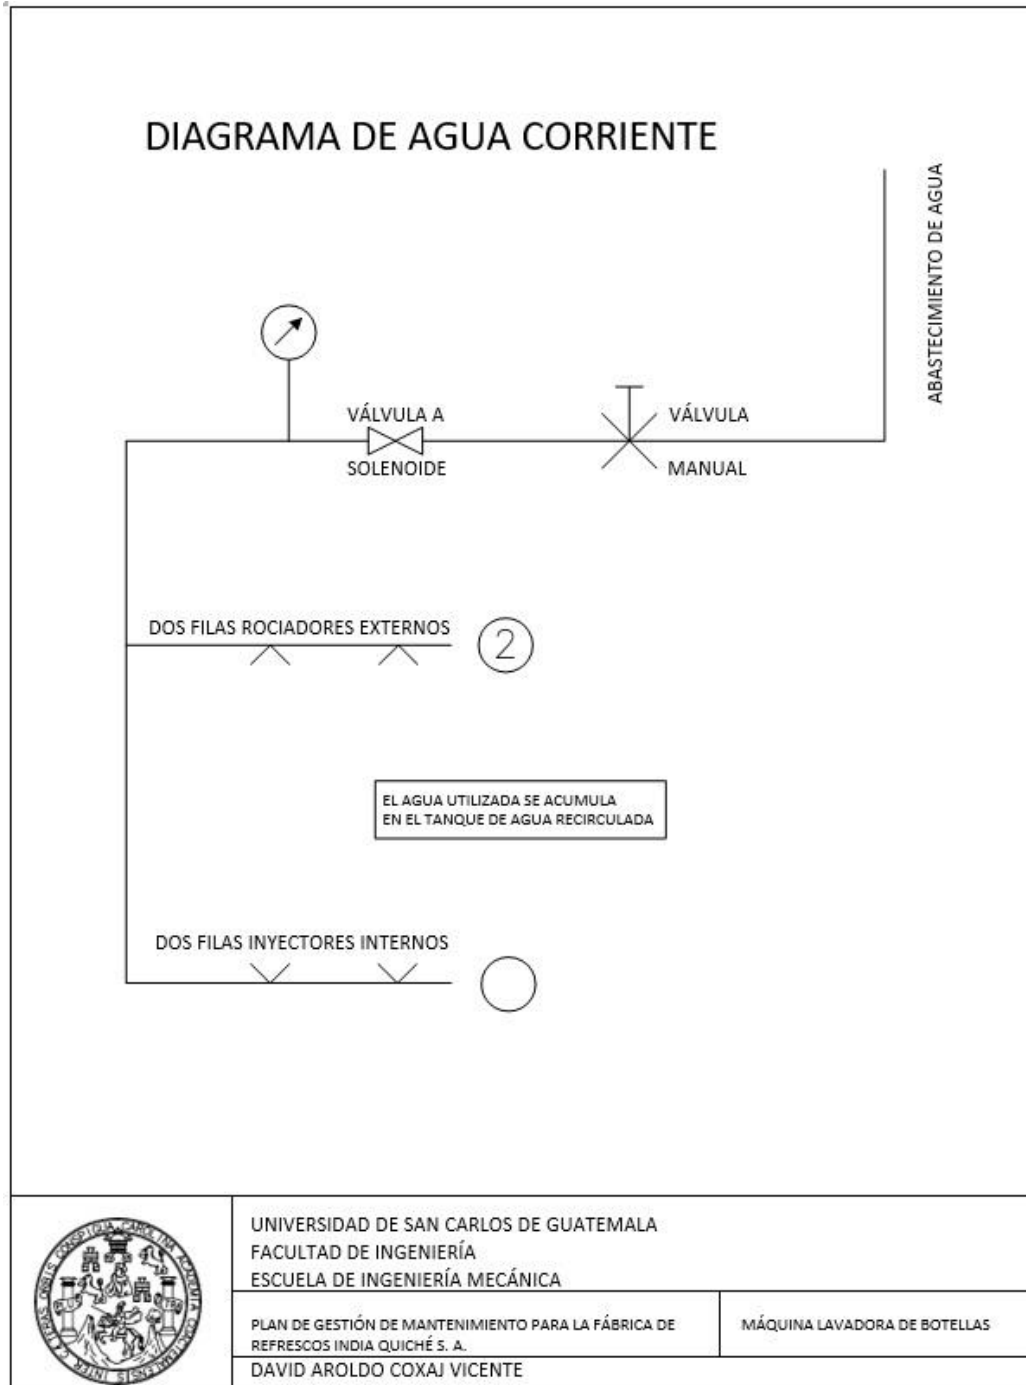 DIAGRAMA DE AGUA CORRIENTE
ABASTECIMIENTO DE AGUA
VÁLVULA A
SOLENOIDE
VÁLVULA
MANUAL
DOS FILAS ROCIADORES EXTERNOS
2
EL AGUA UTILIZADA SE ACUMULA
EN EL TANQUE DE AGUA RECIRCULADA
DOS FILAS INYECTORES INTERNOS
UNIVERSIDAD DE SAN CARLOS DE GUATEMALA
FACULTAD DE INGENIERÍA
ESCUELA DE INGENIERÍA MECÁNICA
PLAN DE GESTIÓN DE MANTENIMIENTO PARA LA FÁBRICA DE
REFRESCOS INDIA QUICHÉ S. A.
MÁQUINA LAVADORA DE BOTELLAS
DAVID AROLDO COXAJ VICENTE